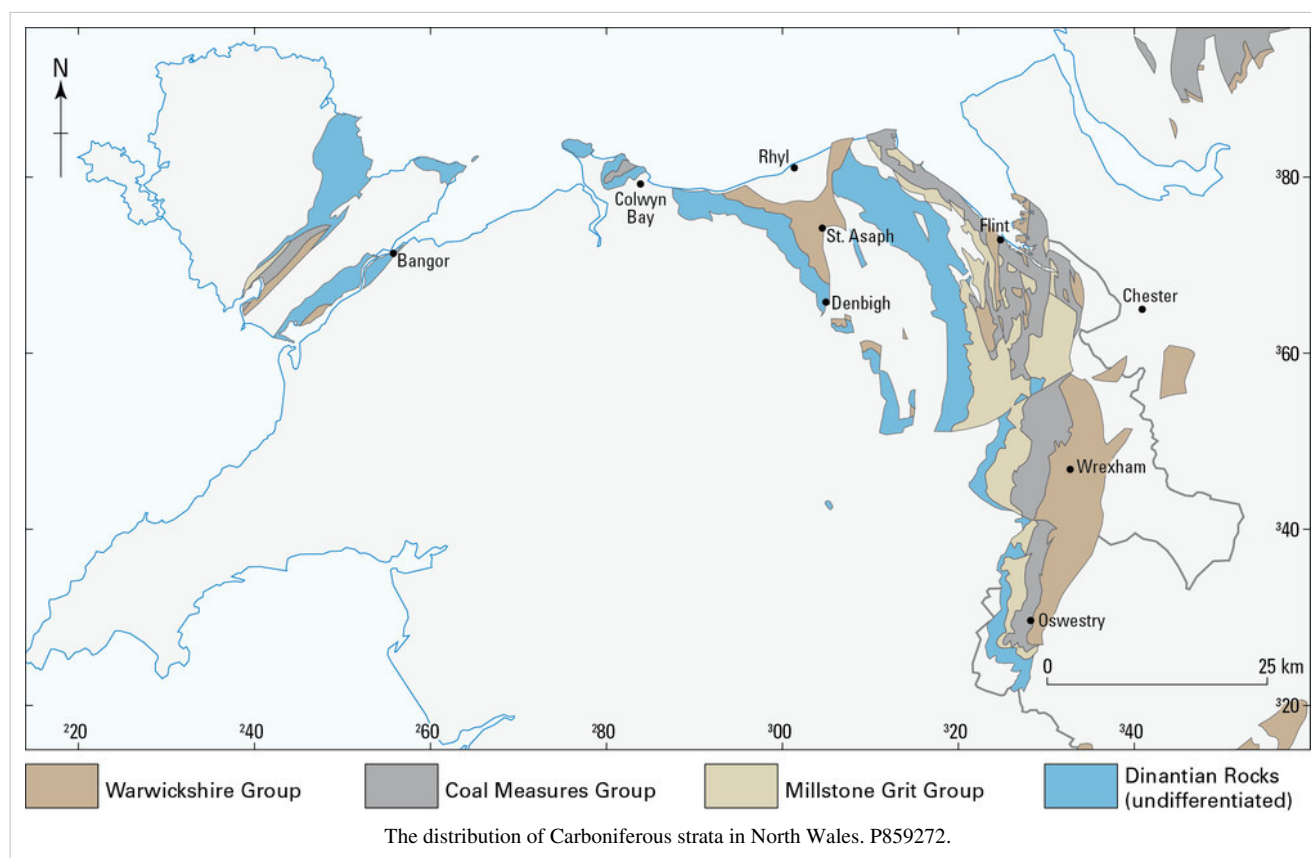 N
Rhyl
Colwyn
Bay
St. Asaph
Flint
Bangor
Denbigh
Chester
Wrexham
Oswestry
³80
³60
³40
³20
0
25 km
²20
²40
²60
²80
³00
³20
³40
Warwickshire Group
Coal Measures Group
Millstone Grit Group
Dinantian Rocks
(undifferentiated)
The distribution of Carboniferous strata in North Wales. P859272.